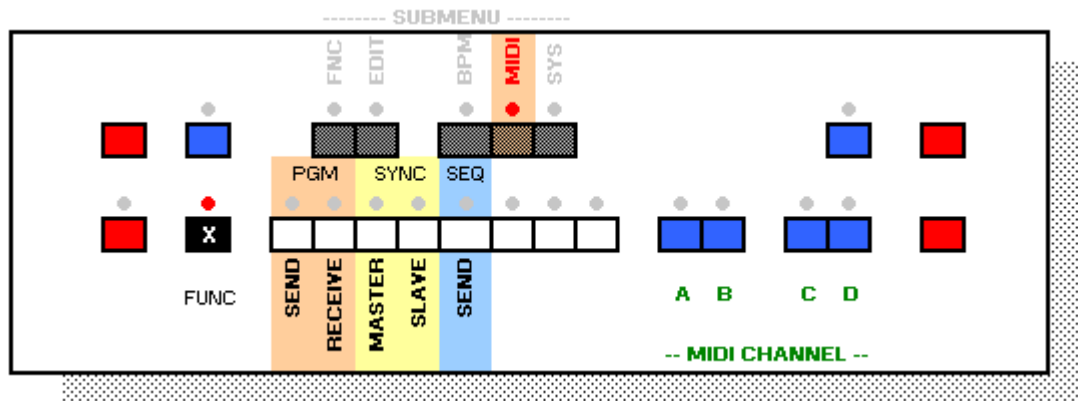 -------- SUBMENU --------
FNC EDIT BPM MIDI SYS
PGM SYNC SEQ
X
SEND RECEIVE MASTER SLAVE SEND
FUNC A B C D
-- MIDI CHANNEL --